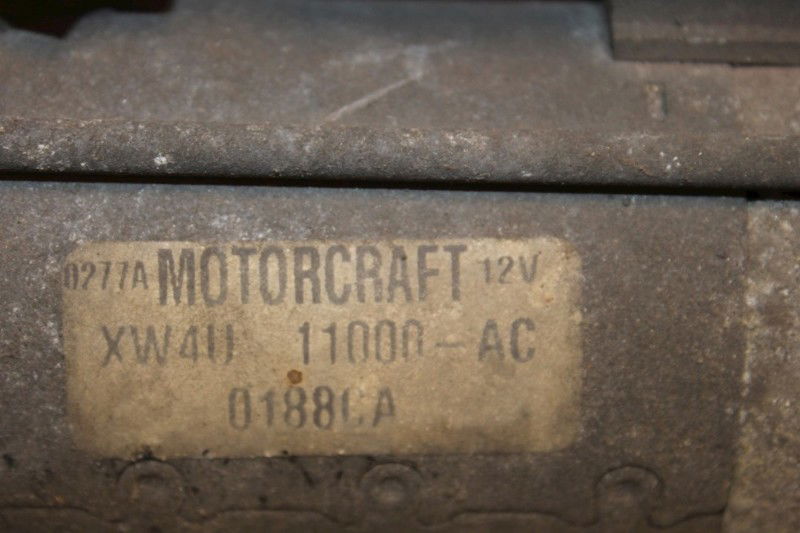 0277A MOTORCRAFT 12V
XW4U 11000-AC
0188CA